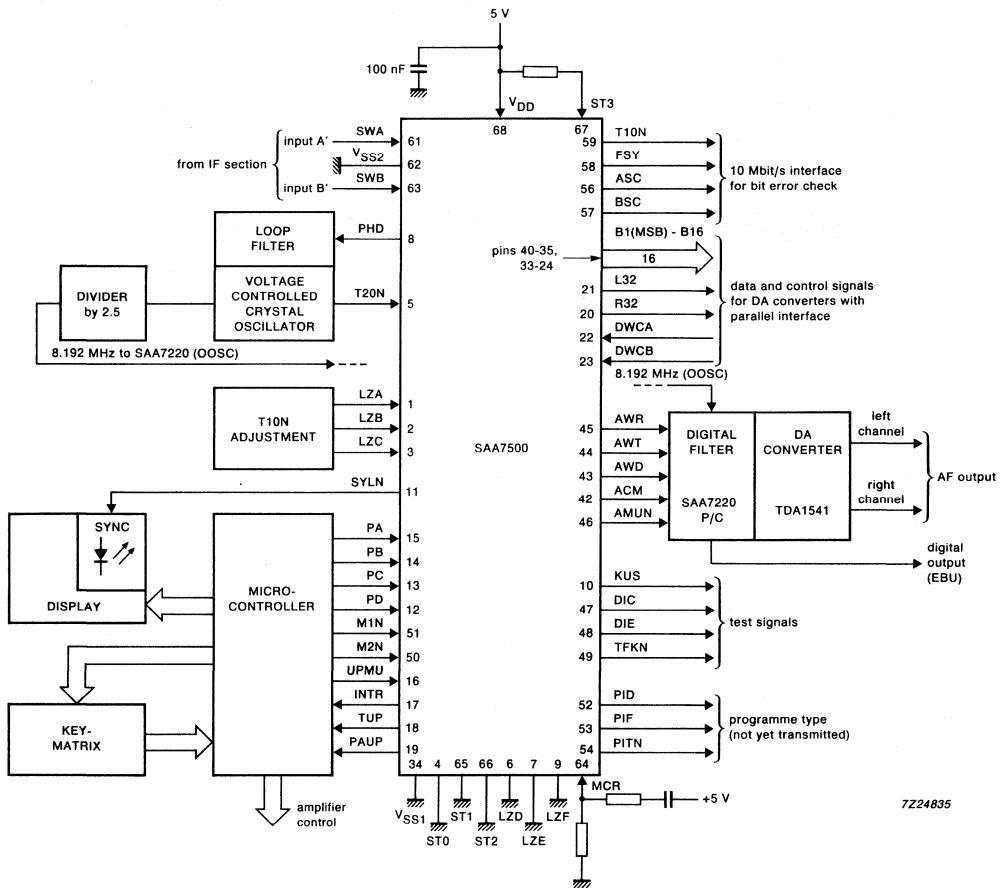 5 V
100 nF
VDD
ST3
68
67
input A'
SWA
61
VSS2
62
from IF section
input B'
SWB
63
59
T10N
58
FSY
56
ASC
57
BSC
10 Mbit/s interface
for bit error check
LOOP
FILTER
PHD
8
VOLTAGE
CONTROLLED
CRYSTAL
OSCILLATOR
T20N
5
DIVIDER
by 2.5
8.192 MHz to SAA7220 (OOSC)
pins 40-35,
33-24
B1(MSB) - B16
16
21
L32
20
R32
22
DWCA
23
DWCB
data and control signals
for DA converters with
parallel interface
8.192 MHz (OOSC)
T10N
ADJUSTMENT
LZA
1
LZB
2
LZC
3
SAA7500
45
AWR
44
AWT
43
AWD
42
ACM
46
AMUN
DIGITAL
FILTER
SAA7220
P/C
DA
CONVERTER
TDA1541
left
channel
right
channel
AF output
digital
output
(EBU)
SYLN
11
SYNC
DISPLAY
MICRO-
CONTROLLER
PA
15
PB
14
PC
13
PD
12
M1N
51
M2N
50
UPMU
16
INTR
17
TUP
18
PAUP
19
KEY-
MATRIX
amplifier
control
10
KUS
47
DIC
48
DIE
49
TFKN
test signals
52
PID
53
PIF
54
PITN
programme type
(not yet transmitted)
34 4 65 66 6 7 9 64
VSS1
ST0
ST1
ST2
LZD
LZE
LZF
MCR
+5 V
7Z24835